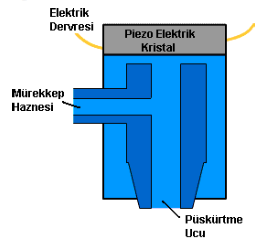 Elektrik
Dervresi
Piezo Elektrik
Kristal
Mürekkep
Haznesi
Püskürtme
Ucu